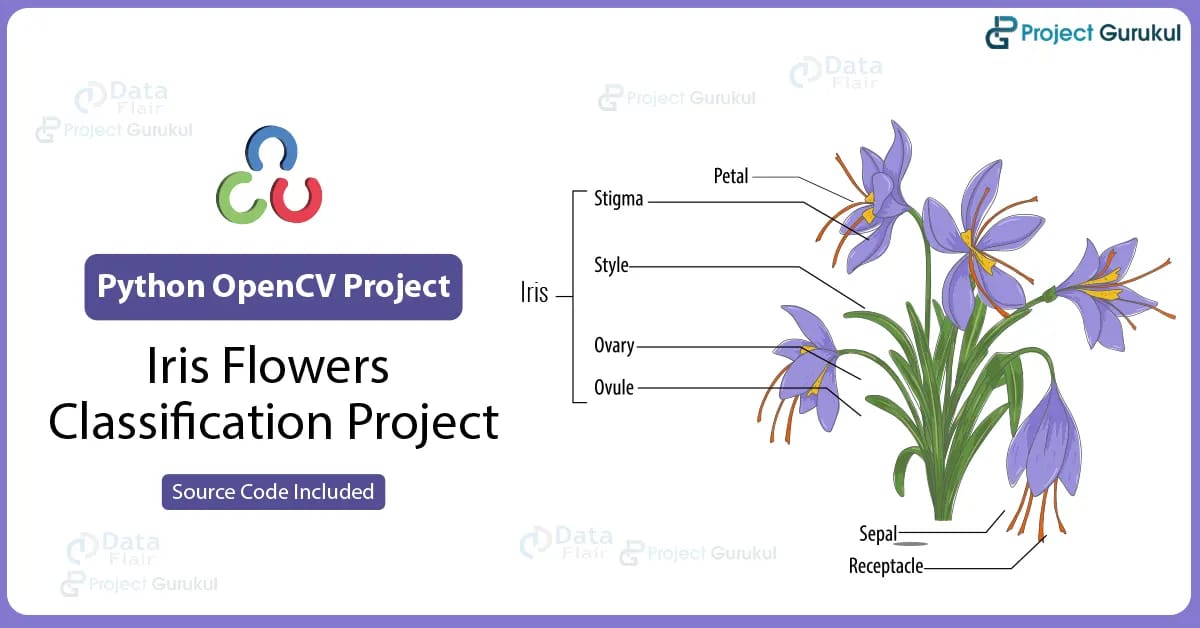 Project Gurukul
Data
Flair
Project Gurukul
Data
Flair
Project Gurukul
Python OpenCV Project
Iris Flowers
Classification Project
Source Code Included
Petal
Stigma
Style
Iris
Ovary
Ovule
Sepal
Receptacle
Data
Flair
Project Gurukul
Data
Flair
Project Gurukul